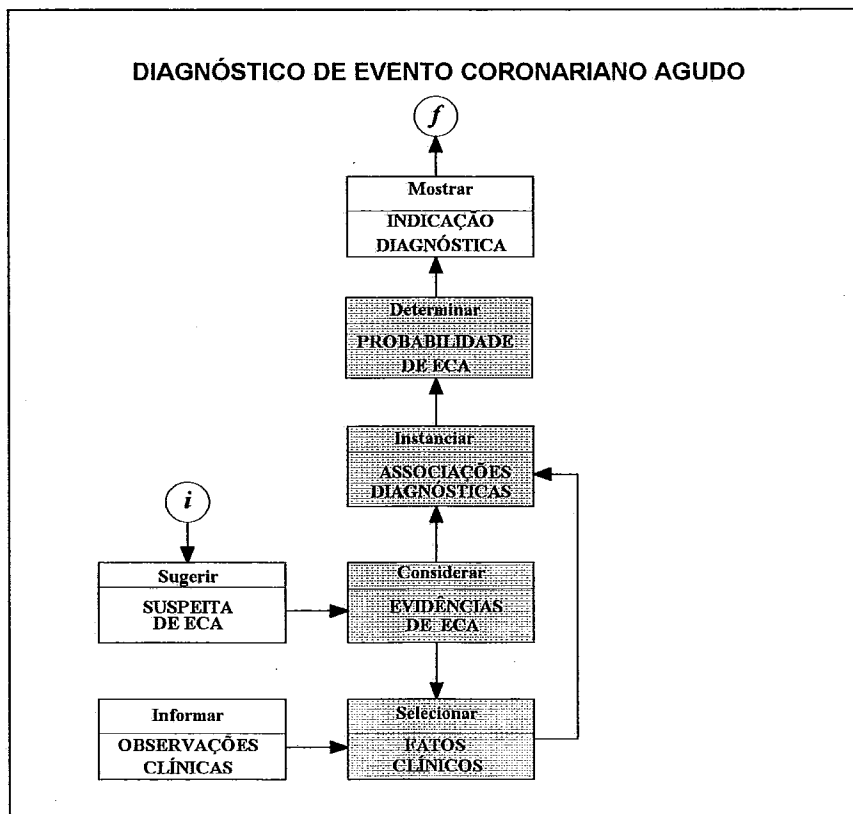 DIAGNÓSTICO DE EVENTO CORONARIANO AGUDO
f
Mostrar
INDICAÇÃO
DIAGNÓSTICA
Determinar
PROBABILIDADE
DE ECA
Instanciar
ASSOCIAÇÕES
DIAGNÓSTICAS
i
Sugerir
SUSPEITA
DE ECA
Considerar
EVIDÊNCIAS
DE ECA
Informar
OBSERVAÇÕES
CLÍNICAS
Selecionar
FATOS
CLÍNICOS